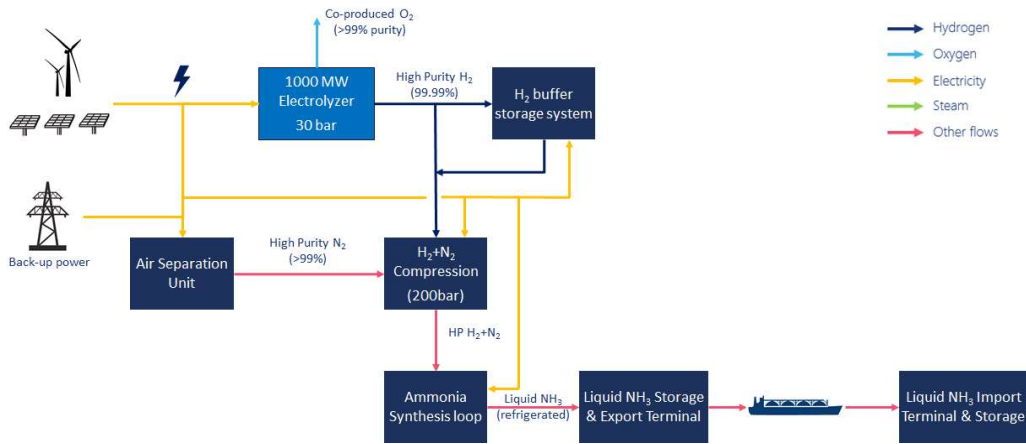 Co-produced O₂
(>99% purity)
1000 MW
Electrolyzer
30 bar
High Purity H₂
(99.99%)
H₂ buffer
storage system
Hydrogen
Oxygen
Electricity
Steam
Other flows
Back-up power
Air Separation
Unit
High Purity N₂
(>99%)
H₂+N₂
Compression
(200bar)
HP H₂+N₂
Ammonia
Synthesis loop
Liquid NH₃
(refrigerated)
Liquid NH₃ Storage
& Export Terminal
Liquid NH₃ Import
Terminal & Storage